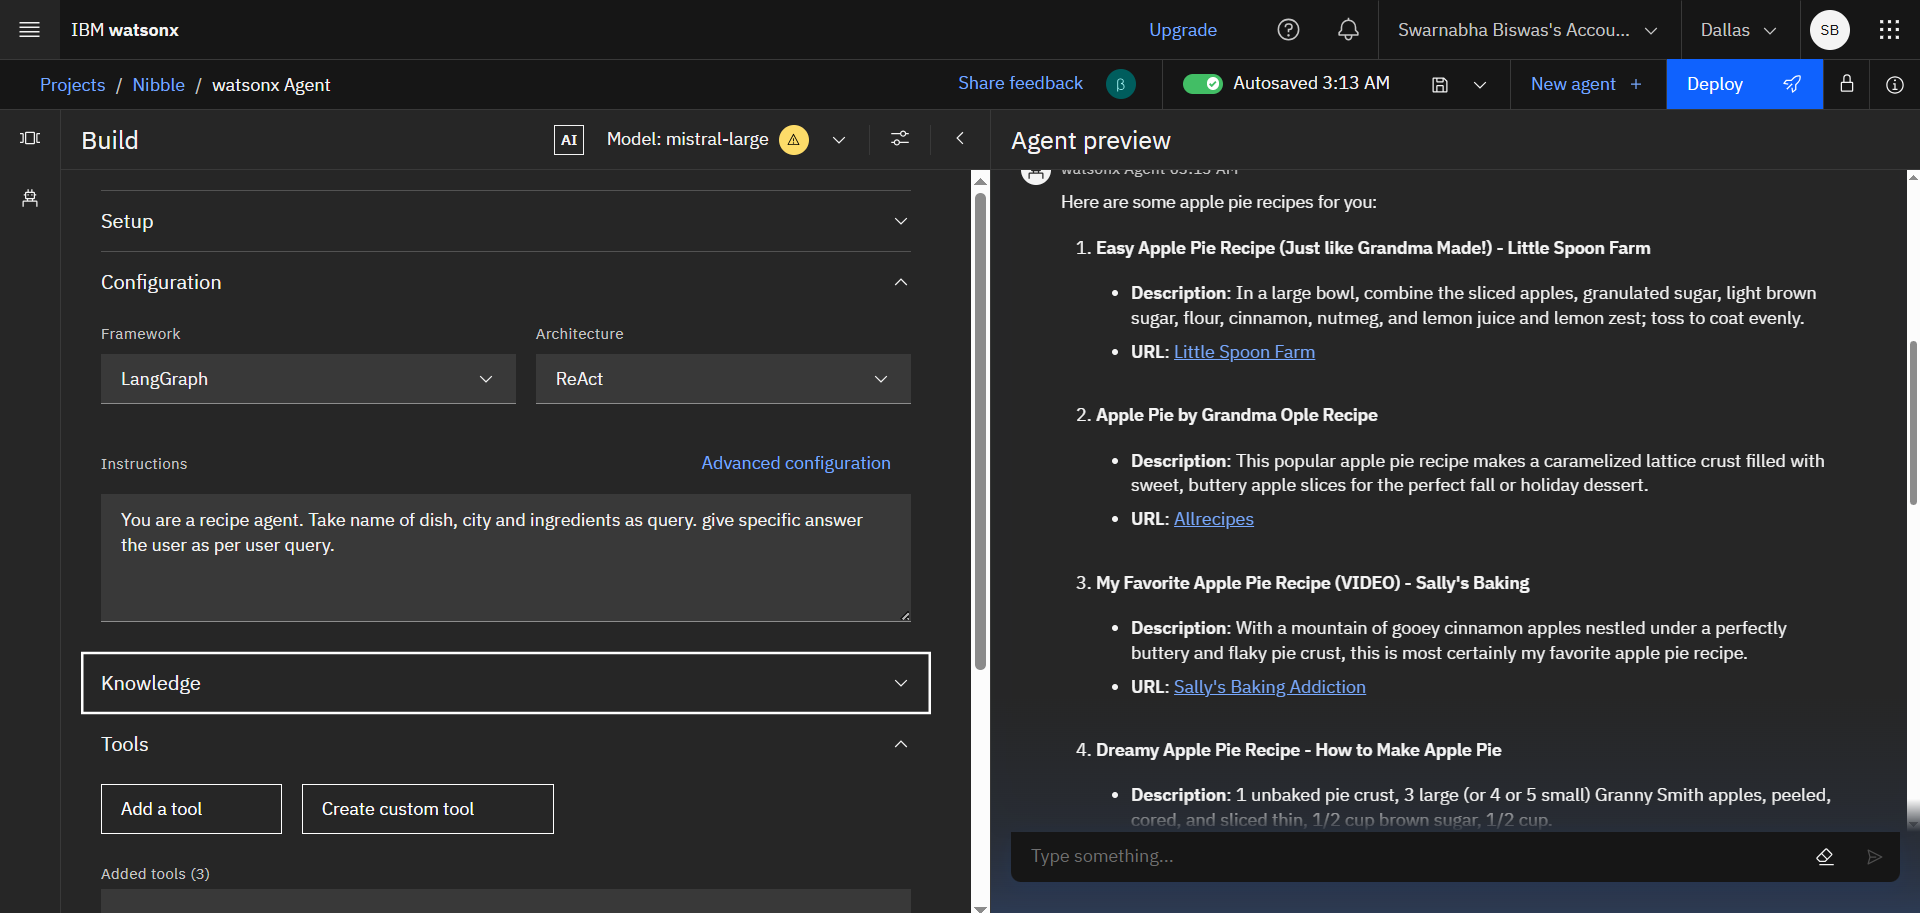 IBM watsonx
Upgrade
Swarnabha Biswas's Accou...
Dallas
SB
Projects / Nibble / watsonx Agent
Share feedback
β
Autosaved 3:13 AM
New agent +
Deploy
Build
AI
Model: mistral-large
Agent preview
Setup
Configuration
Framework
Architecture
LangGraph
ReAct
Instructions
Advanced configuration
You are a recipe agent. Take name of dish, city and ingredients as query. give specific answer
the user as per user query.
Knowledge
Tools
Add a tool
Create custom tool
Added tools (3)
watsonx Agent 03:13 AM
Here are some apple pie recipes for you:
1. Easy Apple Pie Recipe (Just like Grandma Made!) - Little Spoon Farm
• Description: In a large bowl, combine the sliced apples, granulated sugar, light brown
sugar, flour, cinnamon, nutmeg, and lemon juice and lemon zest; toss to coat evenly.
• URL: Little Spoon Farm
2. Apple Pie by Grandma Ople Recipe
• Description: This popular apple pie recipe makes a caramelized lattice crust filled with
sweet, buttery apple slices for the perfect fall or holiday dessert.
• URL: Allrecipes
3. My Favorite Apple Pie Recipe (VIDEO) - Sally's Baking
• Description: With a mountain of gooey cinnamon apples nestled under a perfectly
buttery and flaky pie crust, this is most certainly my favorite apple pie recipe.
• URL: Sally's Baking Addiction
4. Dreamy Apple Pie Recipe - How to Make Apple Pie
• Description: 1 unbaked pie crust, 3 large (or 4 or 5 small) Granny Smith apples, peeled,
cored, and sliced thin, 1/2 cup brown sugar, 1/2 cup.
Type something...